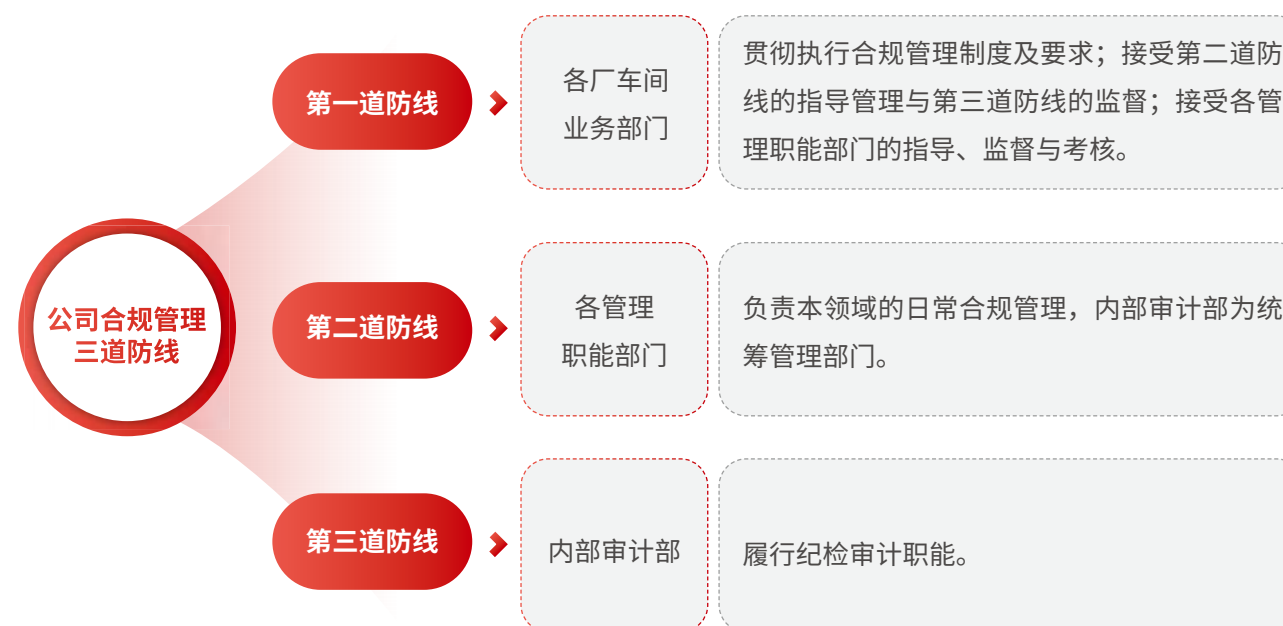 公司合规管理
三道防线
第一道防线
各厂车间
业务部门
贯彻执行合规管理制度及要求；接受第二道防
线的指导管理与第三道防线的监督；接受各管
理职能部门的指导、监督与考核。
第二道防线
各管理
职能部门
负责本领域的日常合规管理，内部审计部为统
筹管理部门。
第三道防线
内部审计部
履行纪检审计职能。